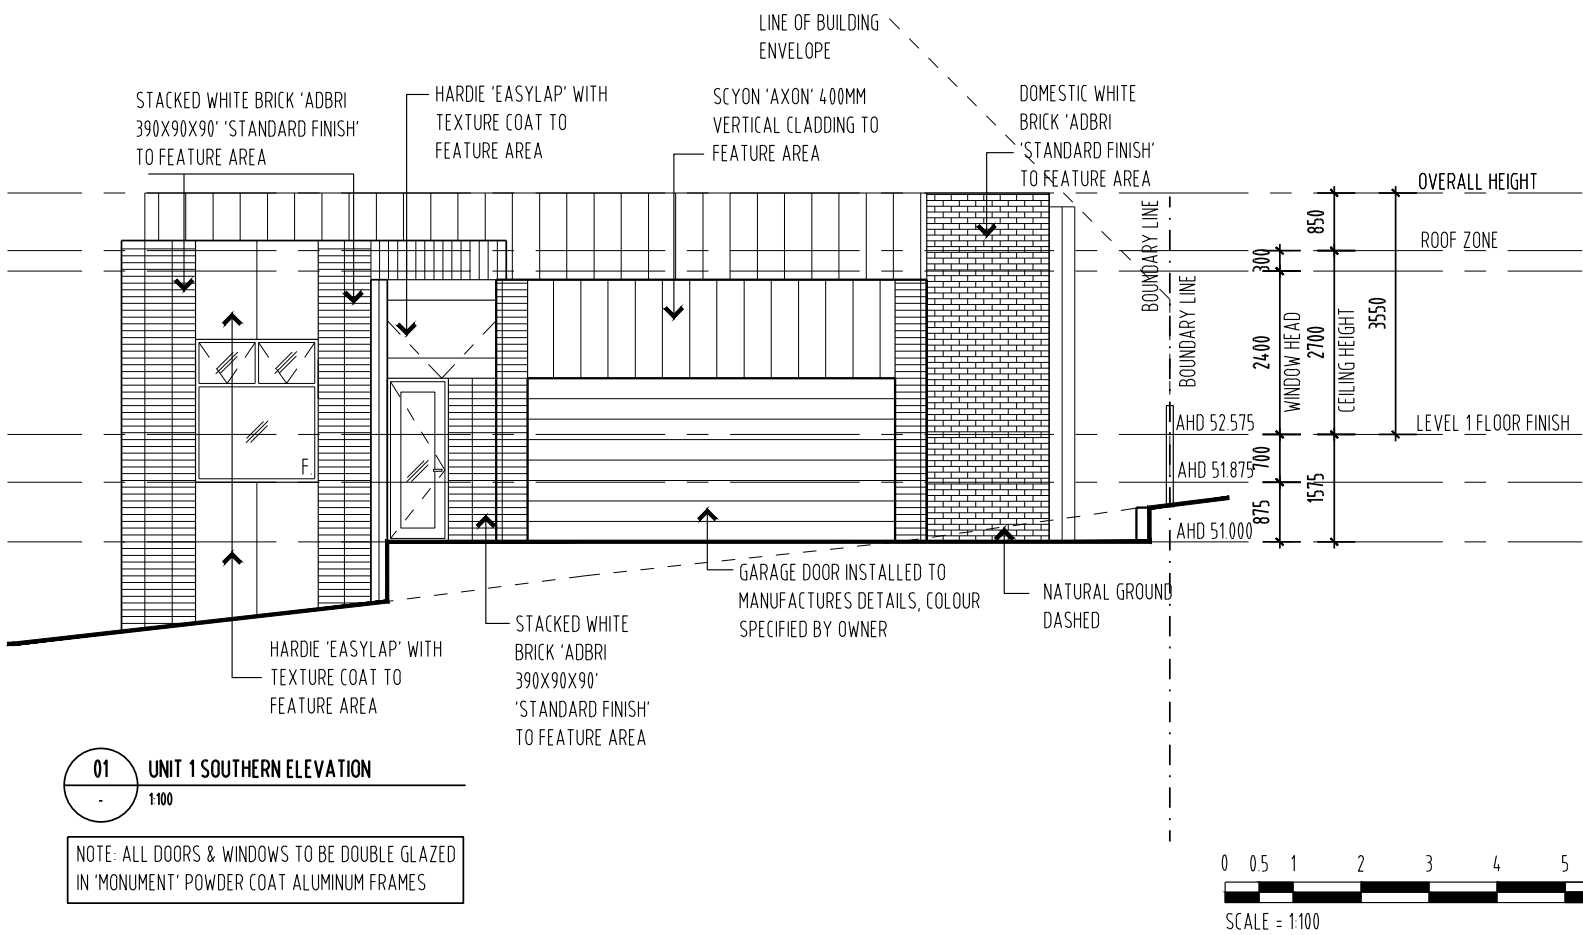 LINE OF BUILDING
ENVELOPE
STACKED WHITE BRICK 'ADBRI
390X90X90' 'STANDARD FINISH'
TO FEATURE AREA
HARDIE 'EASYLAP' WITH
TEXTURE COAT TO
FEATURE AREA
SCYON 'AXON' 400MM
VERTICAL CLADDING TO
FEATURE AREA
DOMESTIC WHITE
BRICK 'ADBRI
'STANDARD FINISH'
TO FEATURE AREA
OVERALL HEIGHT
ROOF ZONE
LEVEL 1 FLOOR FINISH
BOUNDARY LINE
BOUNDARY LINE
850
300
2400
WINDOW HEAD
2700
CEILING HEIGHT
3550
AHD 52.575
700
AHD 51.875
1575
875
AHD 51.000
F.
GARAGE DOOR INSTALLED TO
MANUFACTURES DETAILS, COLOUR
SPECIFIED BY OWNER
NATURAL GROUND
DASHED
STACKED WHITE
BRICK 'ADBRI
390X90X90'
'STANDARD FINISH'
TO FEATURE AREA
HARDIE 'EASYLAP' WITH
TEXTURE COAT TO
FEATURE AREA
01
-
UNIT 1 SOUTHERN ELEVATION
1:100
NOTE: ALL DOORS & WINDOWS TO BE DOUBLE GLAZED
IN 'MONUMENT' POWDER COAT ALUMINUM FRAMES
0 0.5 1 2 3 4 5
SCALE = 1:100